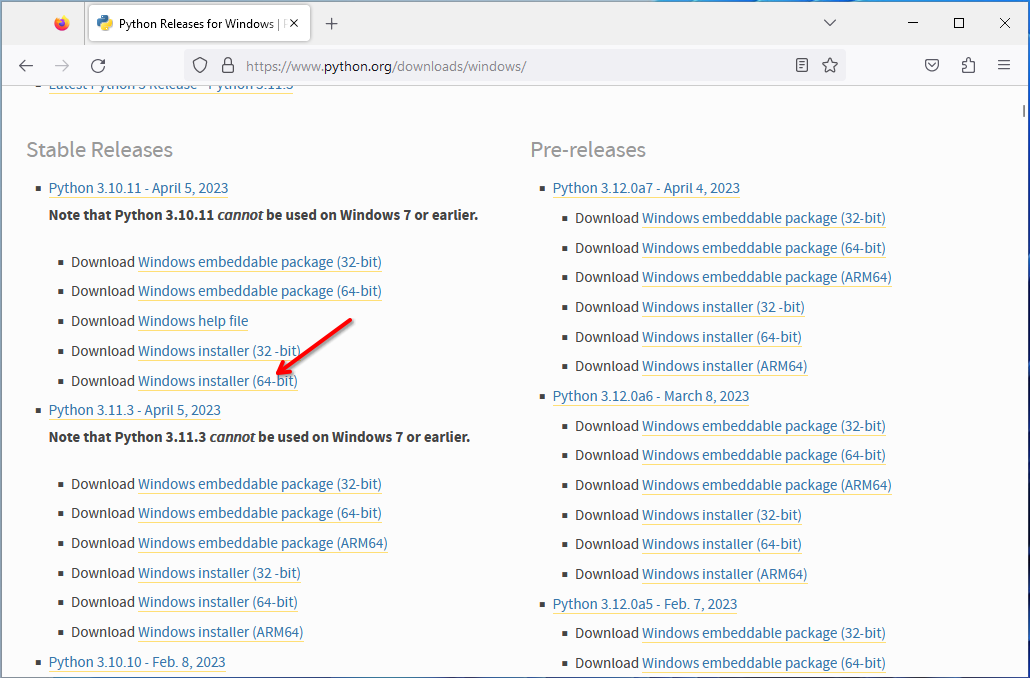 Python Releases for Windows |
https://www.python.org/downloads/windows/
Latest Python 3 Release - Python 3.11.3
Stable Releases
Python 3.10.11 - April 5, 2023
Note that Python 3.10.11 cannot be used on Windows 7 or earlier.
Download Windows embeddable package (32-bit)
Download Windows embeddable package (64-bit)
Download Windows help file
Download Windows installer (32 -bit)
Download Windows installer (64-bit)
Python 3.11.3 - April 5, 2023
Note that Python 3.11.3 cannot be used on Windows 7 or earlier.
Download Windows embeddable package (32-bit)
Download Windows embeddable package (64-bit)
Download Windows embeddable package (ARM64)
Download Windows installer (32 -bit)
Download Windows installer (64-bit)
Download Windows installer (ARM64)
Python 3.10.10 - Feb. 8, 2023
Pre-releases
Python 3.12.0a7 - April 4, 2023
Download Windows embeddable package (32-bit)
Download Windows embeddable package (64-bit)
Download Windows embeddable package (ARM64)
Download Windows installer (32 -bit)
Download Windows installer (64-bit)
Download Windows installer (ARM64)
Python 3.12.0a6 - March 8, 2023
Download Windows embeddable package (32-bit)
Download Windows embeddable package (64-bit)
Download Windows embeddable package (ARM64)
Download Windows installer (32-bit)
Download Windows installer (64-bit)
Download Windows installer (ARM64)
Python 3.12.0a5 - Feb. 7, 2023
Download Windows embeddable package (32-bit)
Download Windows embeddable package (64-bit)